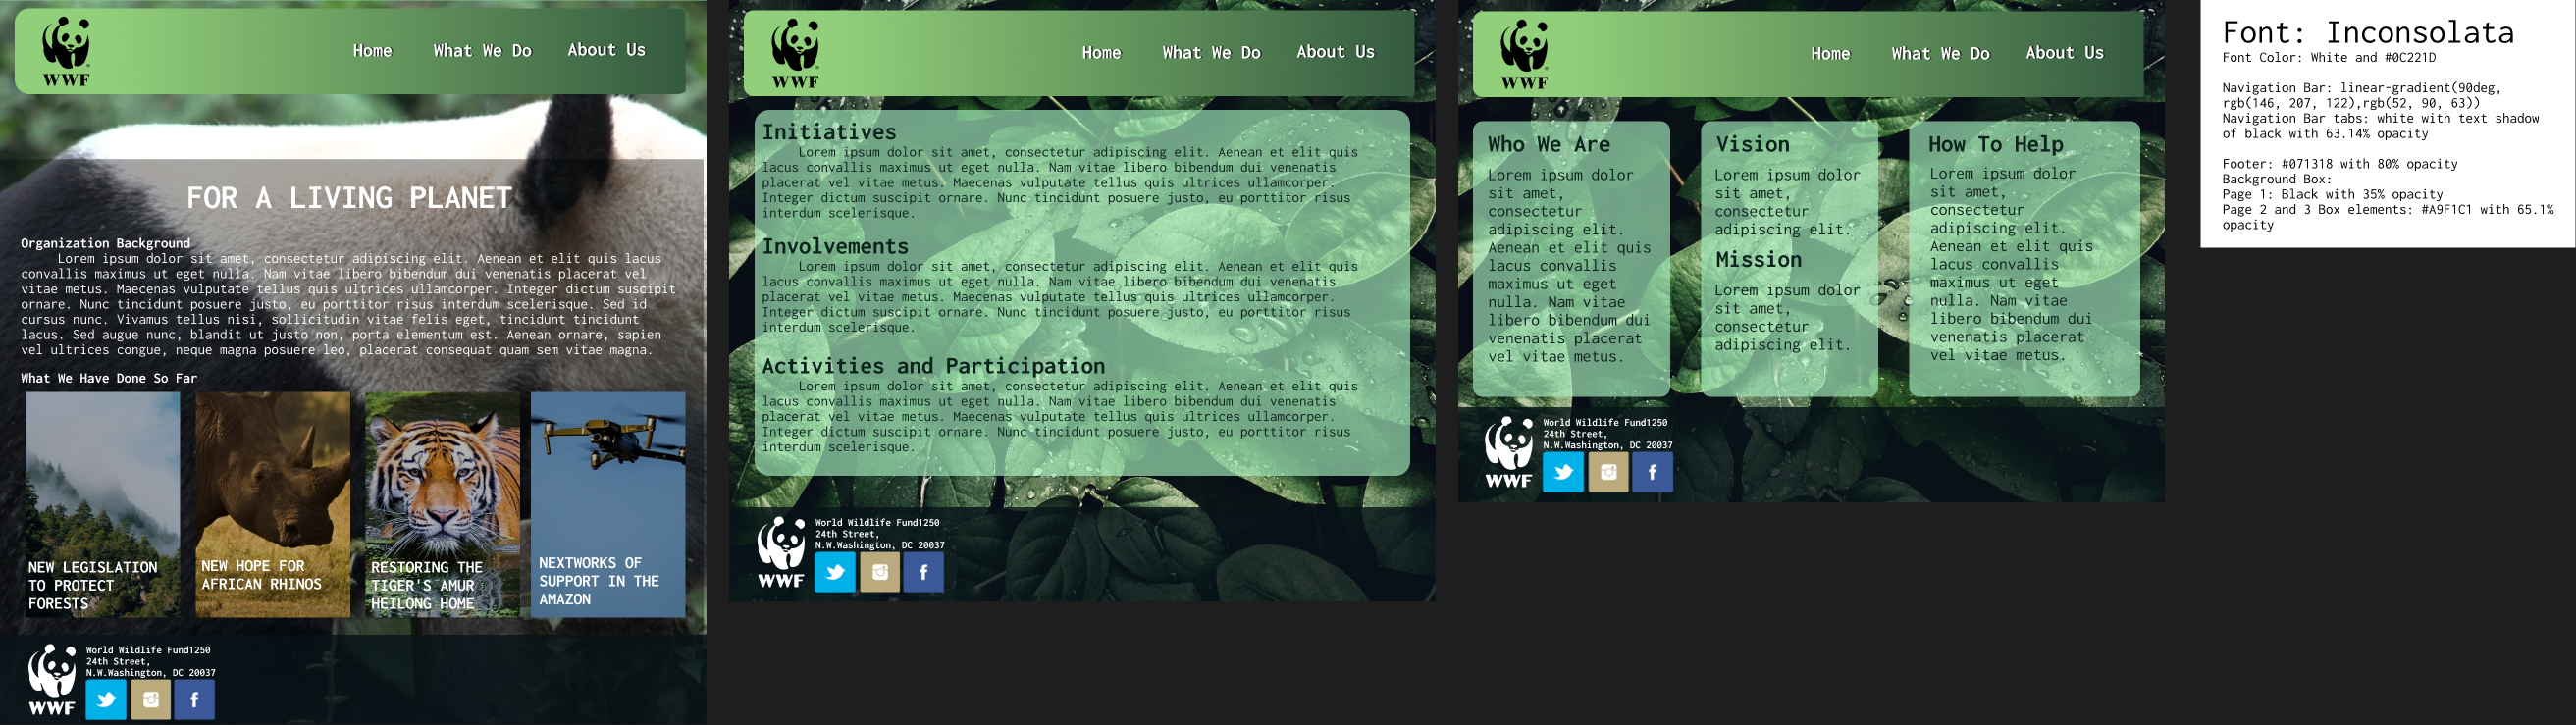 WWF
Home What We Do About Us
FOR A LIVING PLANET
Organization Background
Lorem ipsum dolor sit amet, consectetur adipiscing elit. Aenean et elit quis lacus
convallis maximus ut eget nulla. Nam vitae libero bibendum dui venenatis placerat vel
vitae metus. Maecenas vulputate tellus quis ultrices ullamcorper. Integer dictum suscipit
ornare. Nunc tincidunt posuere justo, eu porttitor risus interdum scelerisque. Sed id
cursus nunc. Vivamus tellus nisi, sollicitudin vitae felis eget, tincidunt tincidunt
lacus. Sed augue nunc, blandit ut justo non, porta elementum est. Aenean ornare, sapien
vel ultrices congue, neque magna posuere leo, placerat consequat quam sem vitae magna.
What We Have Done So Far
NEW LEGISLATION
TO PROTECT
FORESTS
NEW HOPE FOR
AFRICAN RHINOS
RESTORING THE
TIGER'S AMUR
HEILONG HOME
NEXTWORKS OF
SUPPORT IN THE
AMAZON
WWF
World Wildlife Fund1250
24th Street,
N.W.Washington, DC 20037
WWF
Home What We Do About Us
Initiatives
Lorem ipsum dolor sit amet, consectetur adipiscing elit. Aenean et elit quis
lacus convallis maximus ut eget nulla. Nam vitae libero bibendum dui venenatis
placerat vel vitae metus. Maecenas vulputate tellus quis ultrices ullamcorper.
Integer dictum suscipit ornare. Nunc tincidunt posuere justo, eu porttitor risus
interdum scelerisque.
Involvements
Lorem ipsum dolor sit amet, consectetur adipiscing elit. Aenean et elit quis
lacus convallis maximus ut eget nulla. Nam vitae libero bibendum dui venenatis
placerat vel vitae metus. Maecenas vulputate tellus quis ultrices ullamcorper.
Integer dictum suscipit ornare. Nunc tincidunt posuere justo, eu porttitor risus
interdum scelerisque.
Activities and Participation
Lorem ipsum dolor sit amet, consectetur adipiscing elit. Aenean et elit quis
lacus convallis maximus ut eget nulla. Nam vitae libero bibendum dui venenatis
placerat vel vitae metus. Maecenas vulputate tellus quis ultrices ullamcorper.
Integer dictum suscipit ornare. Nunc tincidunt posuere justo, eu porttitor risus
interdum scelerisque.
WWF
World Wildlife Fund1250
24th Street,
N.W.Washington, DC 20037
WWF
Home What We Do About Us
Who We Are
Lorem ipsum dolor
sit amet,
consectetur
adipiscing elit.
Aenean et elit quis
lacus convallis
maximus ut eget
nulla. Nam vitae
libero bibendum dui
venenatis placerat
vel vitae metus.
Vision
Lorem ipsum dolor
sit amet,
consectetur
adipiscing elit.
Mission
Lorem ipsum dolor
sit amet,
consectetur
adipiscing elit.
How To Help
Lorem ipsum dolor
sit amet,
consectetur
adipiscing elit.
Aenean et elit quis
lacus convallis
maximus ut eget
nulla. Nam vitae
libero bibendum dui
venenatis placerat
vel vitae metus.
WWF
World Wildlife Fund1250
24th Street,
N.W.Washington, DC 20037
Font: Inconsolata
Font Color: White and #0C221D
Navigation Bar: linear-gradient(90deg,
rgb(146, 207, 122),rgb(52, 90, 63))
Navigation Bar tabs: white with text shadow
of black with 63.14% opacity
Footer: #071318 with 80% opacity
Background Box:
Page 1: Black with 35% opacity
Page 2 and 3 Box elements: #A9F1C1 with 65.1%
opacity